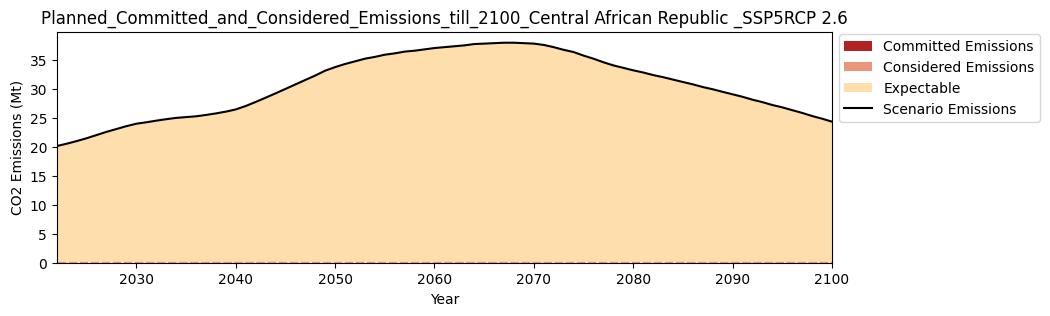 Planned_Committed_and_Considered_Emissions_till_2100_Central African Republic _SSP5RCP 2.6
Committed Emissions
Considered Emissions
Expectable
Scenario Emissions
CO2 Emissions (Mt)
35
30
25
20
15
10
5
0
2030 2040 2050 2060 2070 2080 2090 2100
Year